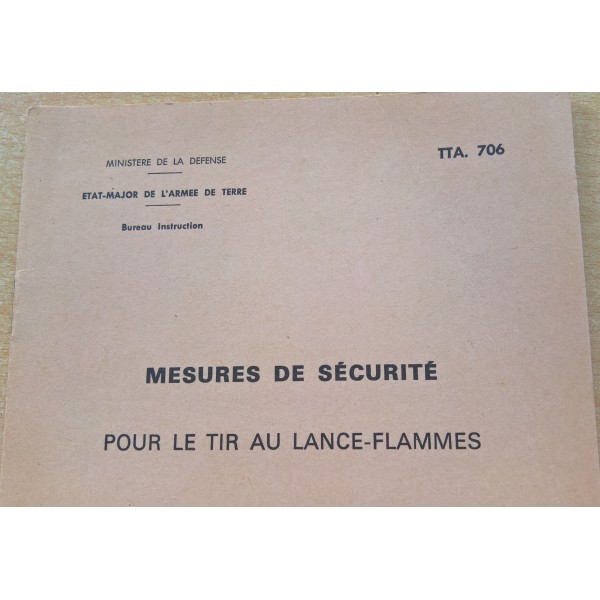 MINISTERE DE LA DEFENSE
TTA. 706
ETAT-MAJOR DE L'ARMEE DE TERRE
Bureau Instruction
MESURES DE SÉCURITÉ
POUR LE TIR AU LANCE-FLAMMES